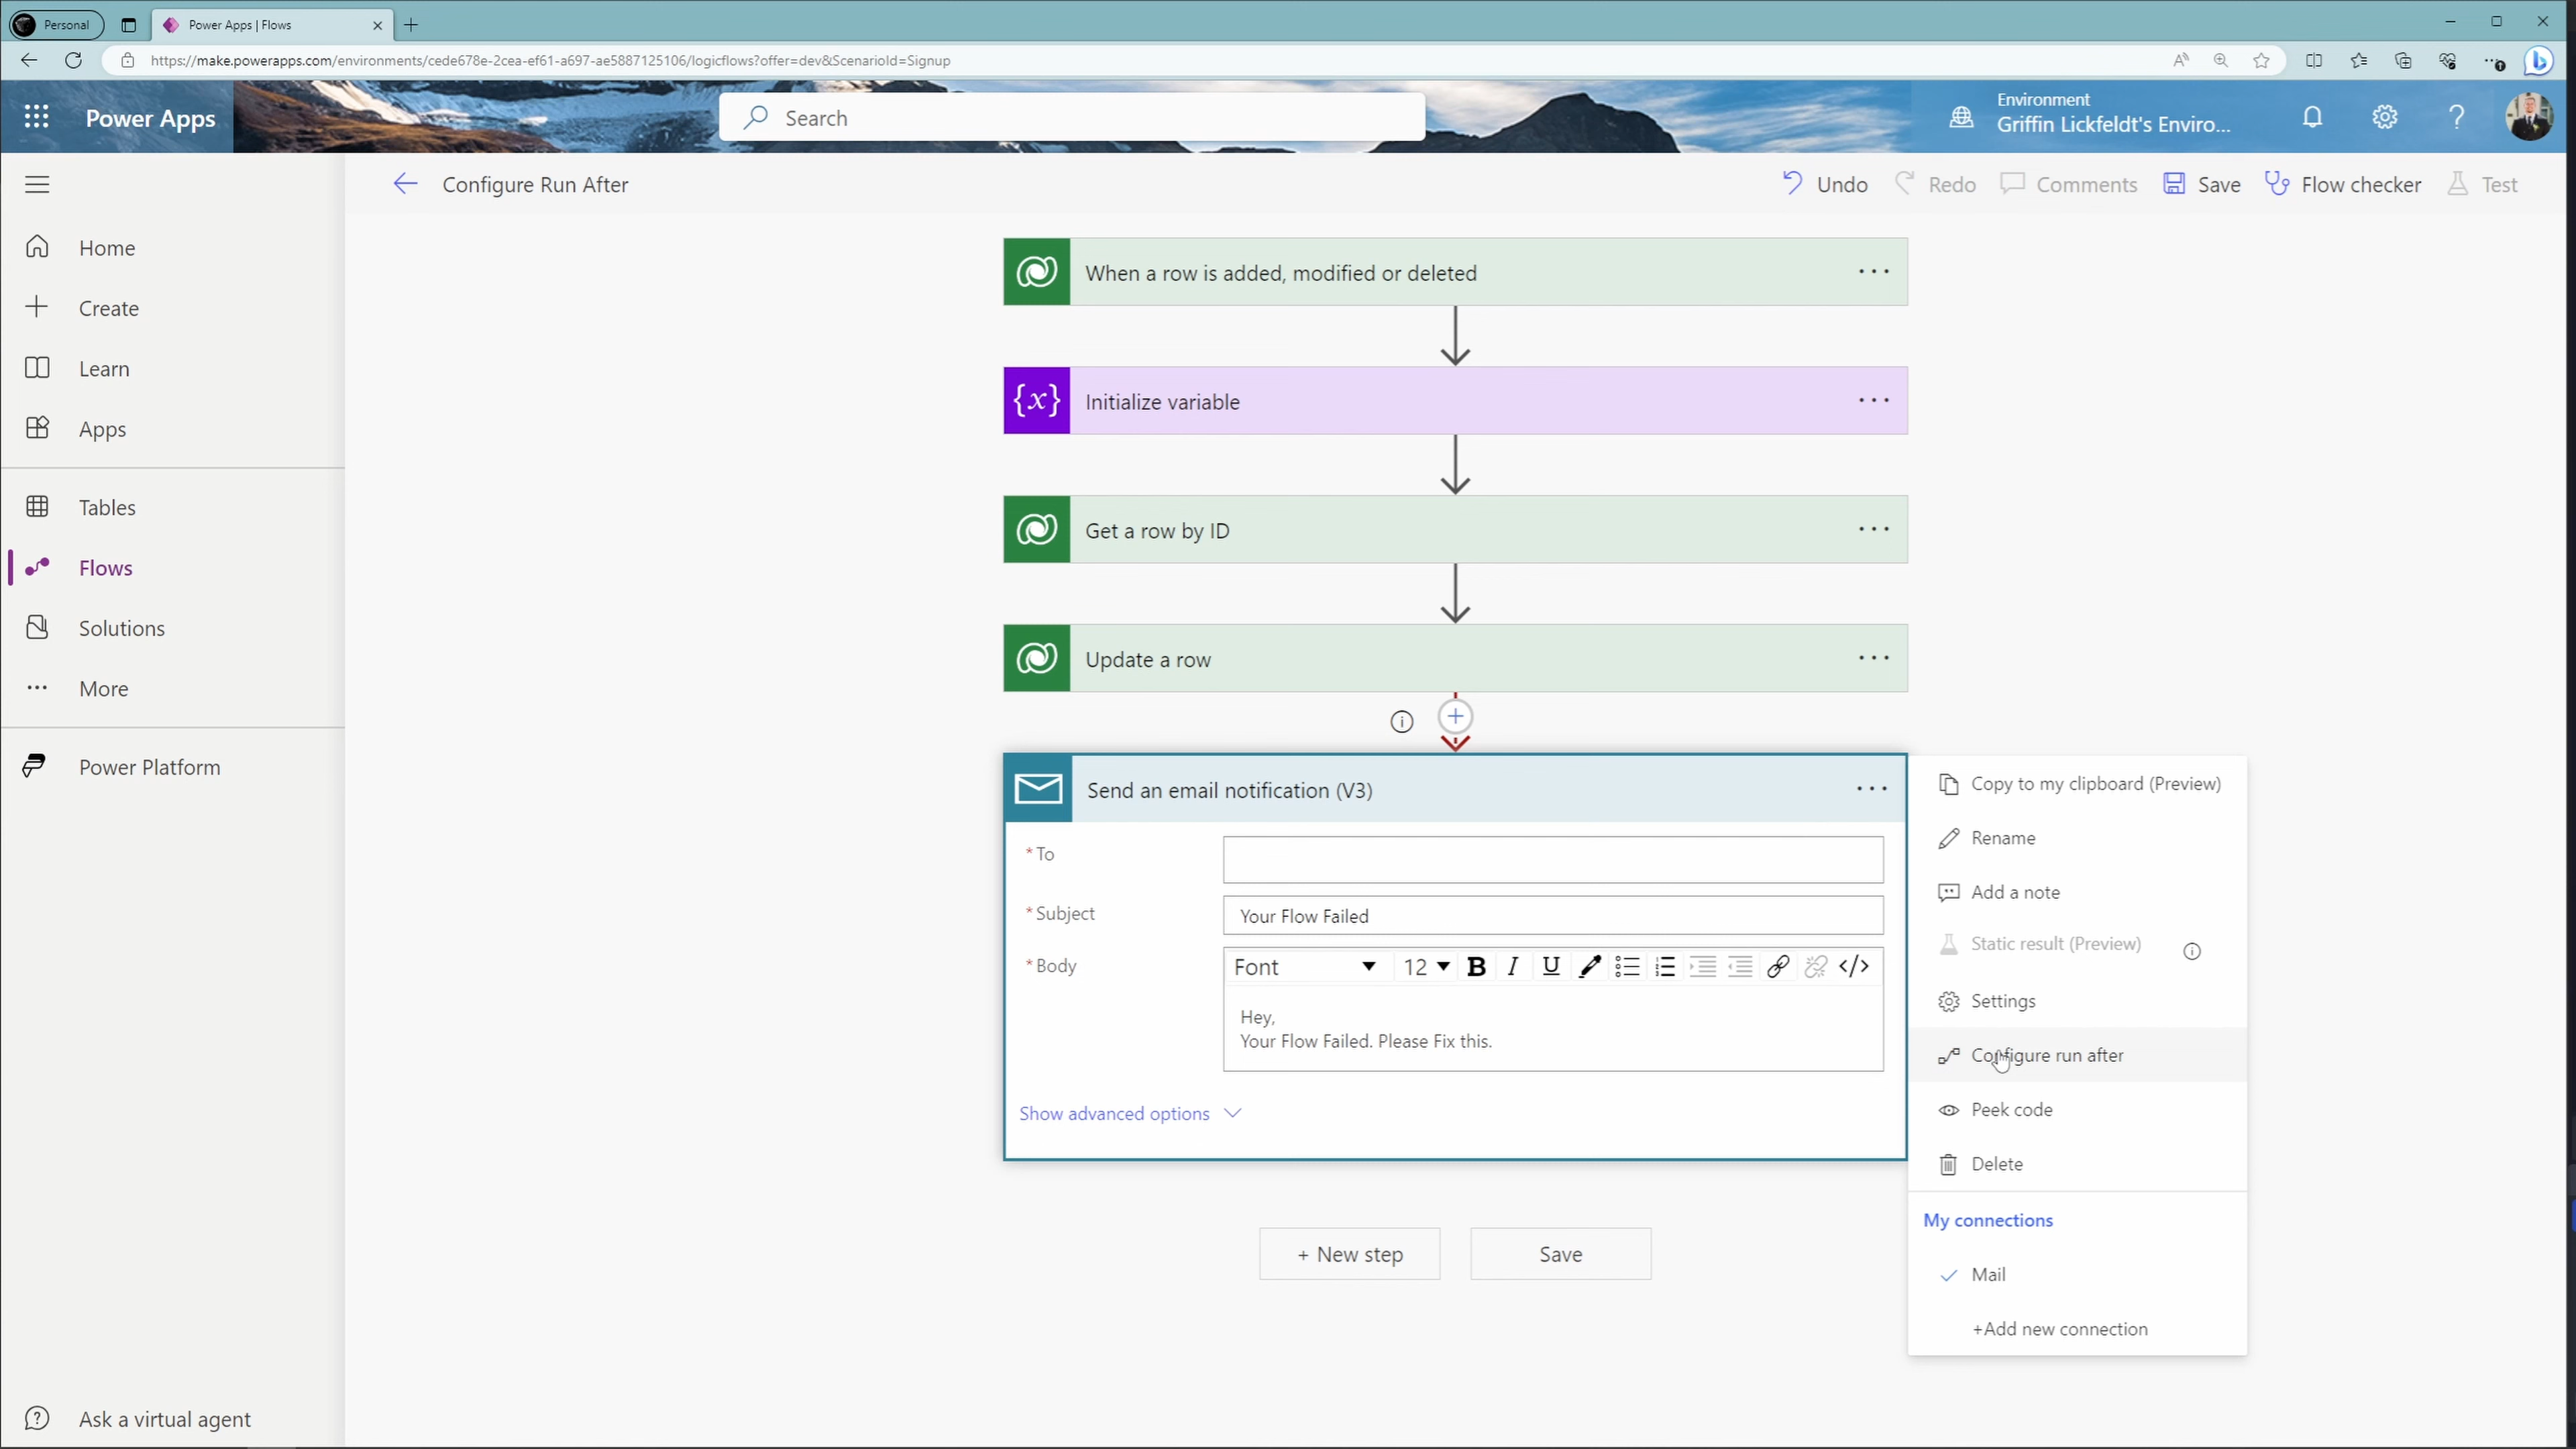 Personal
Power Apps | Flows
https://make.powerapps.com/environments/cede678e-2cea-ef61-a697-ae5887125106/logicflows?offer=dev&ScenarioId=Signup
Power Apps
Search
Environment
Griffin Lickfeldt's Enviro...
Configure Run After
Undo
Redo
Comments
Save
Flow checker
Test
Home
Create
Learn
Apps
Tables
Flows
Solutions
More
Power Platform
Ask a virtual agent
When a row is added, modified or deleted
{x} Initialize variable
Get a row by ID
Update a row
Send an email notification (V3)
* To
* Subject
Your Flow Failed
* Body
Font
12
B
I
U
</>
Hey,
Your Flow Failed. Please Fix this.
Show advanced options
+ New step
Save
Copy to my clipboard (Preview)
Rename
Add a note
Static result (Preview)
Settings
Configure run after
Peek code
Delete
My connections
Mail
+Add new connection